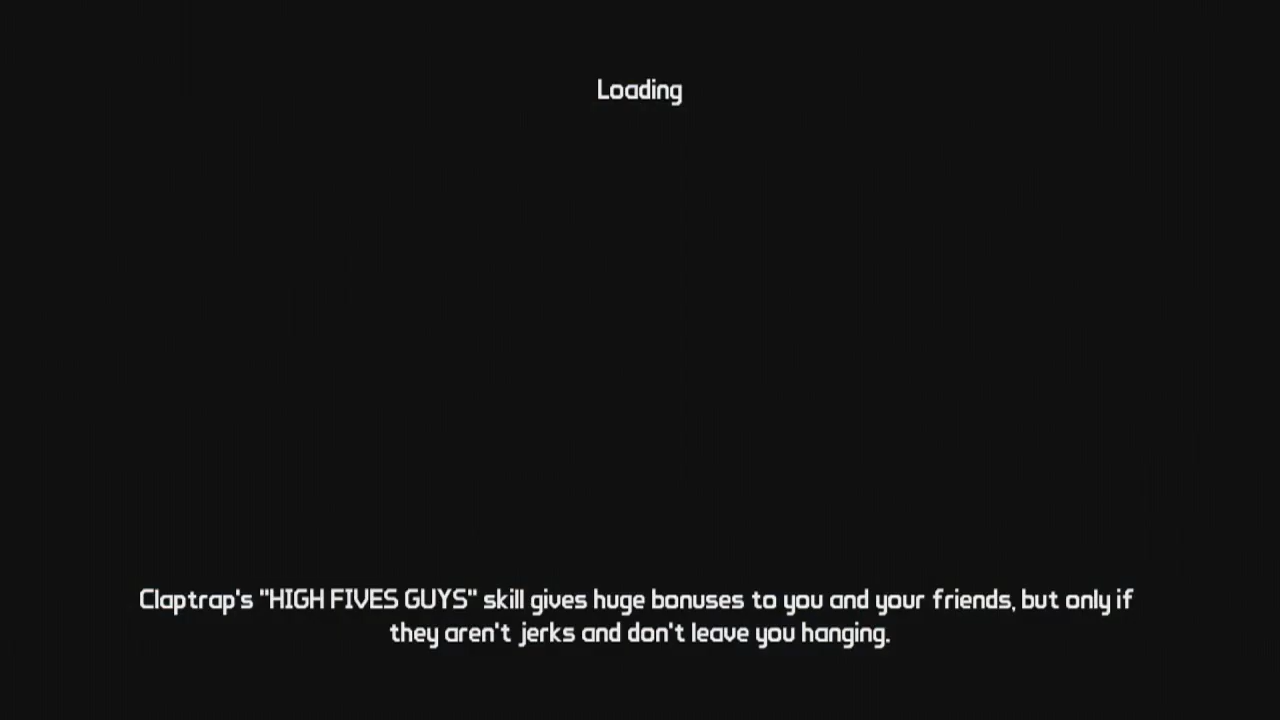 Loading
Claptrap's "HIGH FIVES GUYS" skill gives huge bonuses to you and your friends, but only if
they aren't jerks and don't leave you hanging.